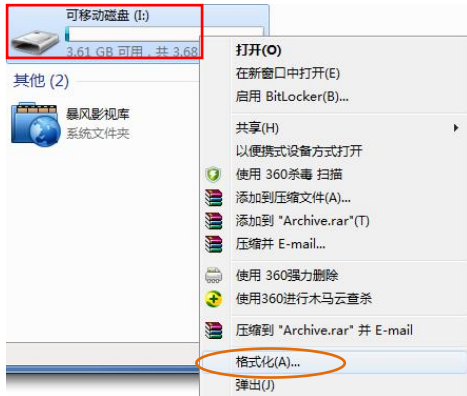 可移动磁盘 (I:)
3.61 GB 可用，共 3.68
其他 (2)
暴风影视库
系统文件夹
打开(O)
在新窗口中打开(E)
启用 BitLocker(B)...
共享(H)
以便携式设备方式打开
使用 360杀毒 扫描
添加到压缩文件(A)...
添加到 "Archive.rar"(T)
压缩并 E-mail...
使用 360强力删除
使用360进行木马云查杀
压缩到 "Archive.rar" 并 E-mail
格式化(A)...
弹出(J)